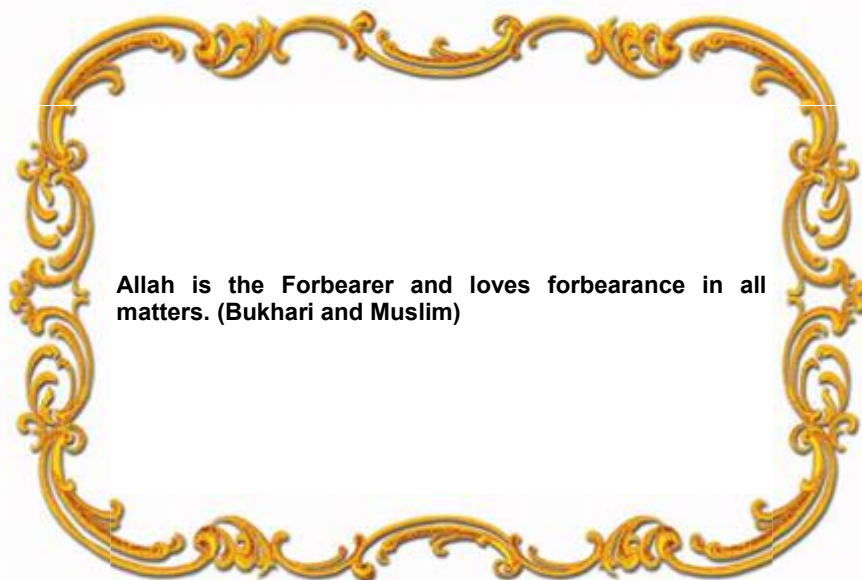 Allah is the Forbearer and loves forbearance in all
matters. (Bukhari and Muslim)